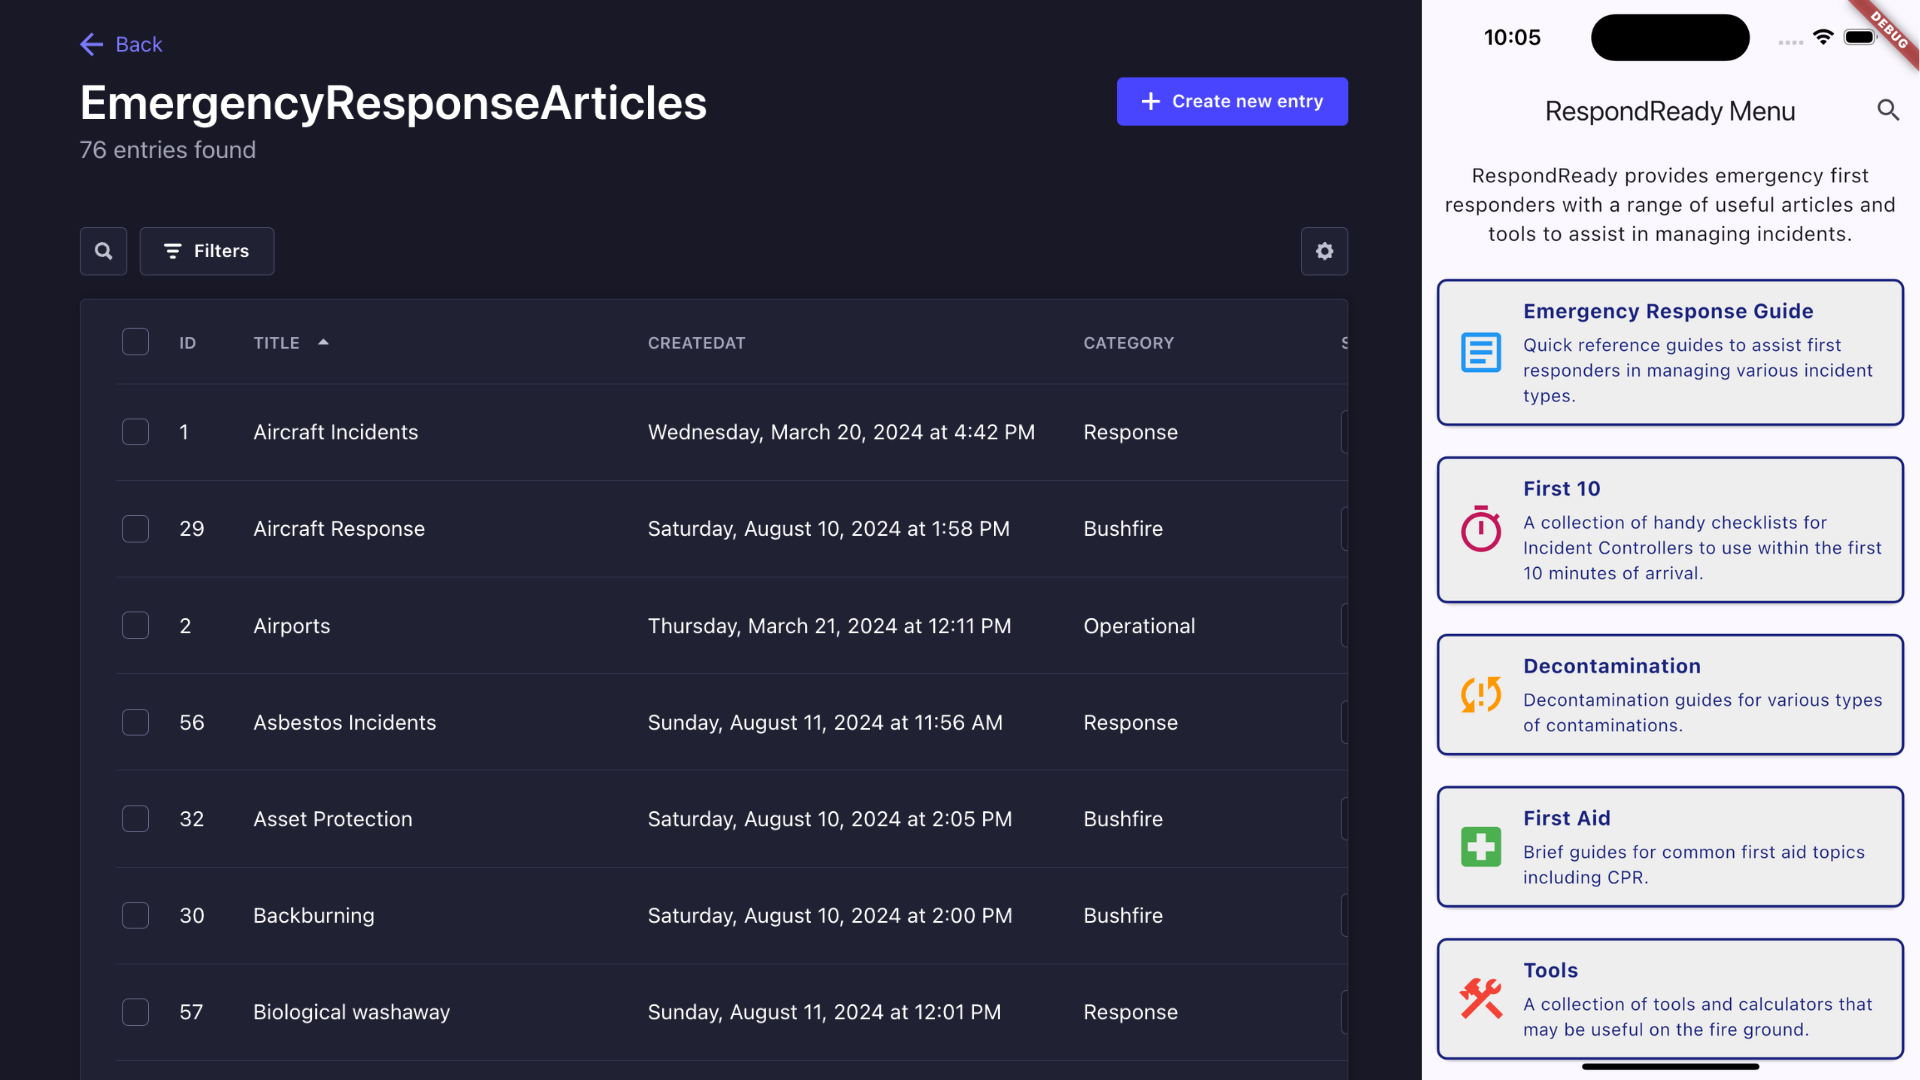 Back
EmergencyResponseArticles
76 entries found
Create new entry
Filters
ID TITLE CREATEDAT CATEGORY
1 Aircraft Incidents Wednesday, March 20, 2024 at 4:42 PM Response
29 Aircraft Response Saturday, August 10, 2024 at 1:58 PM Bushfire
2 Airports Thursday, March 21, 2024 at 12:11 PM Operational
56 Asbestos Incidents Sunday, August 11, 2024 at 11:56 AM Response
32 Asset Protection Saturday, August 10, 2024 at 2:05 PM Bushfire
30 Backburning Saturday, August 10, 2024 at 2:00 PM Bushfire
57 Biological washaway Sunday, August 11, 2024 at 12:01 PM Response
10:05
DEBUG
RespondReady Menu
RespondReady provides emergency first
responders with a range of useful articles and
tools to assist in managing incidents.
Emergency Response Guide
Quick reference guides to assist first
responders in managing various incident
types.
First 10
A collection of handy checklists for
Incident Controllers to use within the first
10 minutes of arrival.
Decontamination
Decontamination guides for various types
of contaminations.
First Aid
Brief guides for common first aid topics
including CPR.
Tools
A collection of tools and calculators that
may be useful on the fire ground.